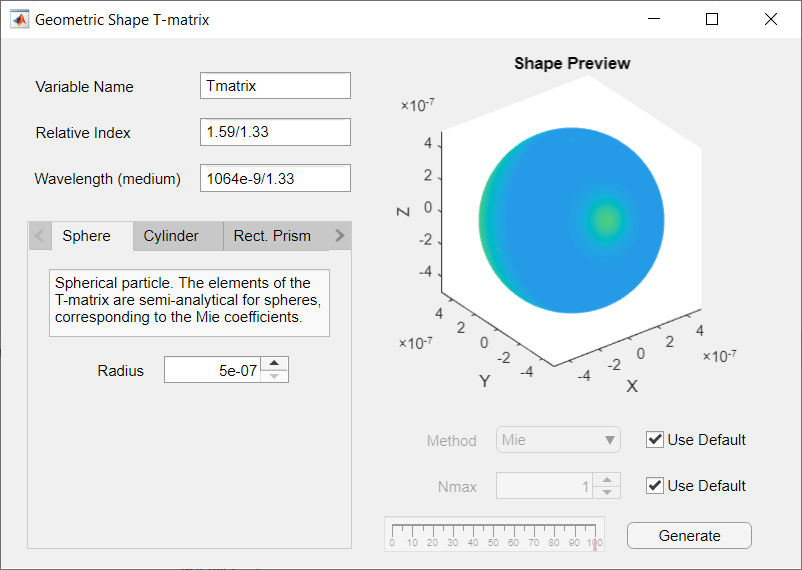 Geometric Shape T-matrix
Variable Name
Tmatrix
Relative Index
1.59/1.33
Wavelength (medium)
1064e-9/1.33
Sphere
Cylinder
Rect. Prism
Spherical particle. The elements of the
T-matrix are semi-analytical for spheres,
corresponding to the Mie coefficients.
Radius
5e-07
Shape Preview
×10⁻⁷
4
2
0
-2
-4
Z
4
2
0
-2
-4
×10⁻⁷
Y
-4
-2
0
2
4
×10⁻⁷
X
Method
Mie
Use Default
Nmax
1
Use Default
0 10 20 30 40 50 60 70 80 90 100
Generate